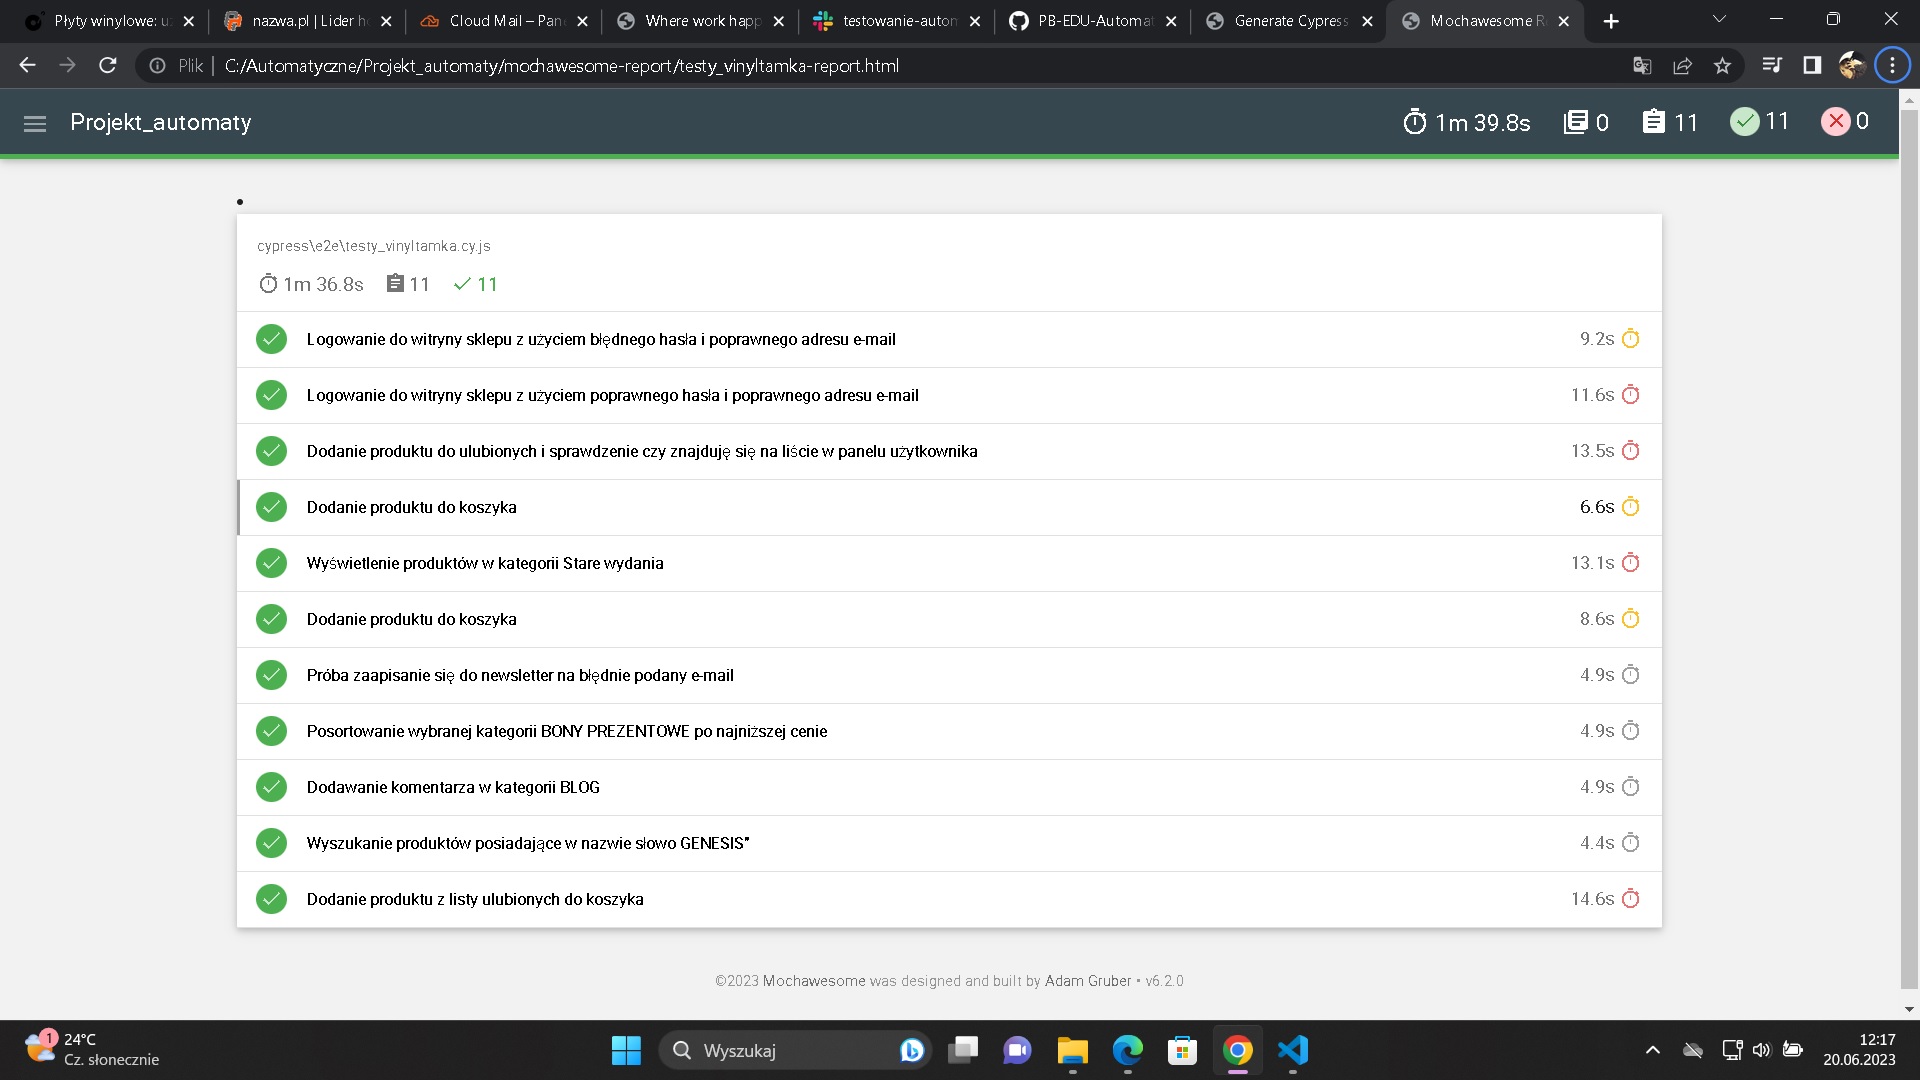 Płyty winylowe: u
nazwa.pl | Lider h
Cloud Mail – Pan
Where work happ
testowanie-autom
PB-EDU-Automat
Generate Cypress
Mochawesome R
Plik | C:/Automatyczne/Projekt_automaty/mochawesome-report/testy_vinyltamka-report.html
Projekt_automaty
1m 39.8s 0 11 11 0
cypress\e2e\testy_vinyltamka.cy.js
1m 36.8s 11 11
Logowanie do witryny sklepu z użyciem błędnego hasła i poprawnego adresu e-mail 9.2s
Logowanie do witryny sklepu z użyciem poprawnego hasła i poprawnego adresu e-mail 11.6s
Dodanie produktu do ulubionych i sprawdzenie czy znajduję się na liście w panelu użytkownika 13.5s
Dodanie produktu do koszyka 6.6s
Wyświetlenie produktów w kategorii Stare wydania 13.1s
Dodanie produktu do koszyka 8.6s
Próba zaapisanie się do newsletter na błędnie podany e-mail 4.9s
Posortowanie wybranej kategorii BONY PREZENTOWE po najniższej cenie 4.9s
Dodawanie komentarza w kategorii BLOG 4.9s
Wyszukanie produktów posiadające w nazwie słowo GENESIS" 4.4s
Dodanie produktu z listy ulubionych do koszyka 14.6s
©2023 Mochawesome was designed and built by Adam Gruber • v6.2.0
1
24°C
Cz. słonecznie
Wyszukaj
12:17
20.06.2023